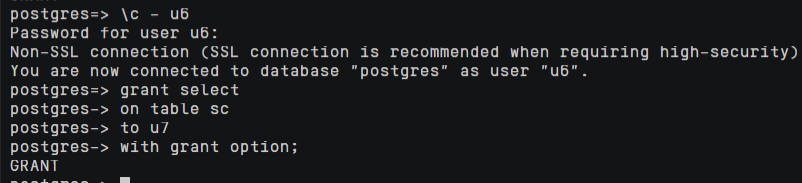 postgres=> \c - u6
Password for user u6:
Non-SSL connection (SSL connection is recommended when requiring high-security)
You are now connected to database "postgres" as user "u6".
postgres=> grant select
postgres-> on table sc
postgres-> to u7
postgres-> with grant option;
GRANT